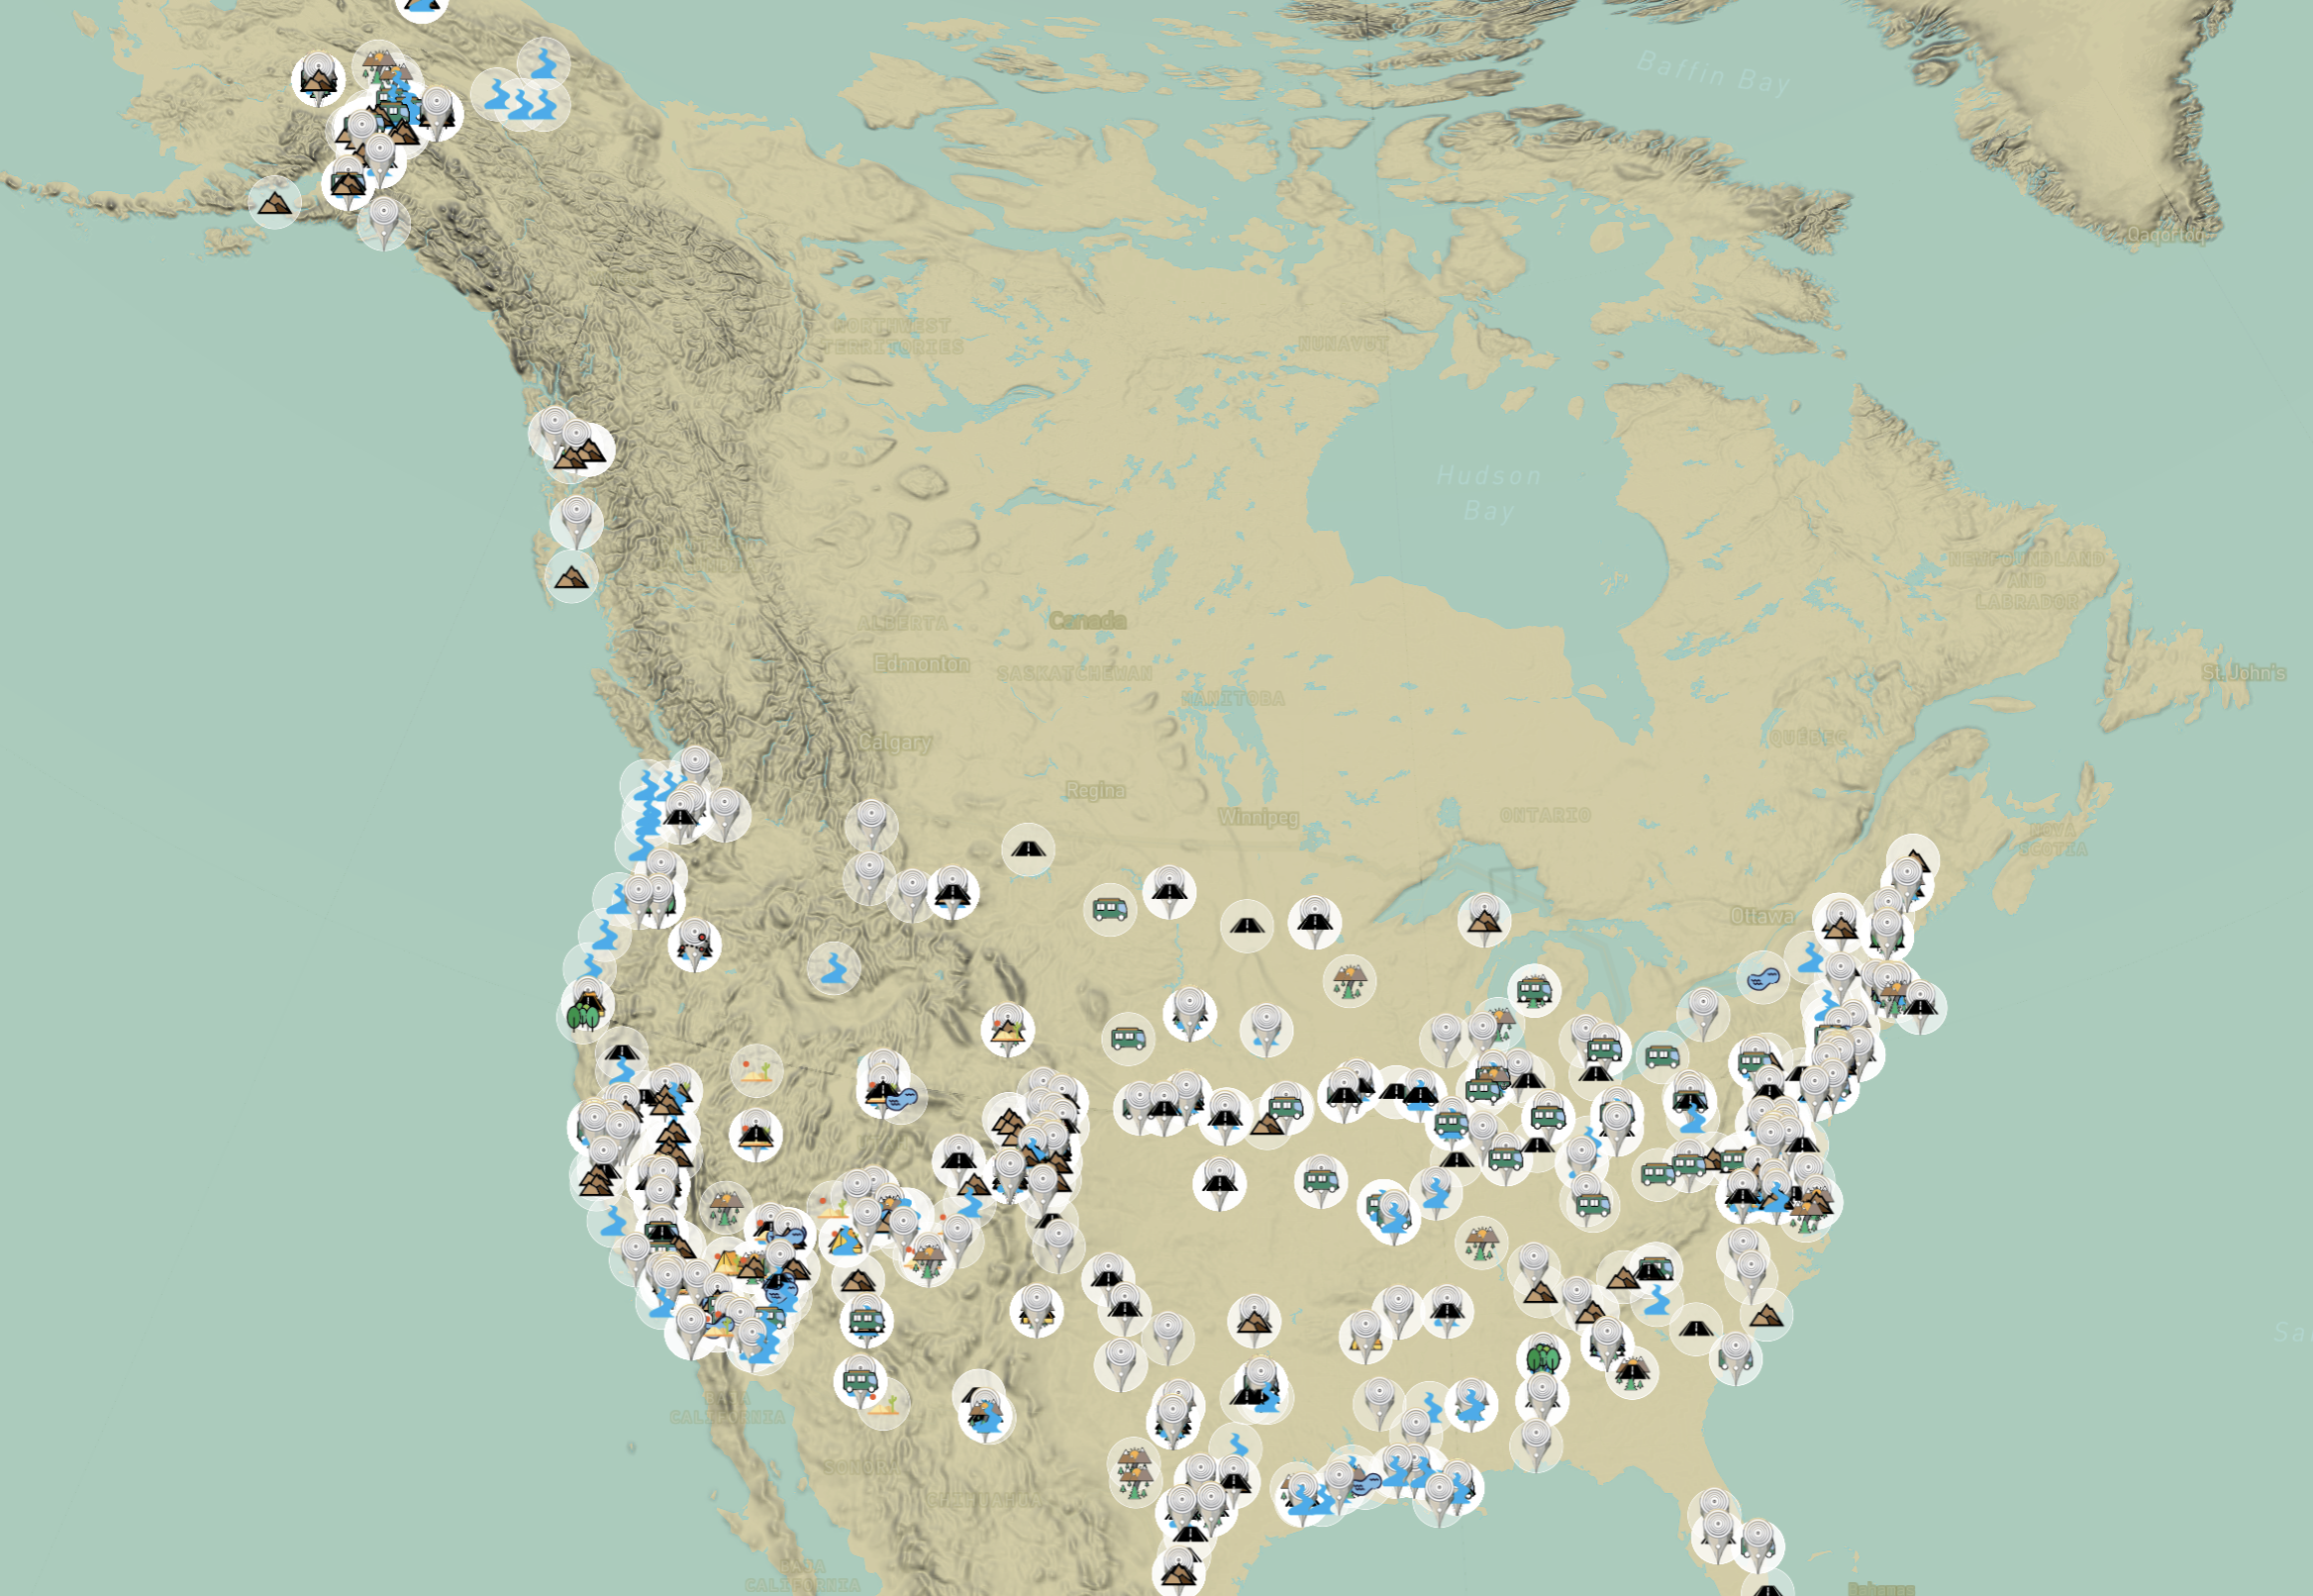 Baffin Bay
Qaqortoq
NORTHWEST
TERRITORIES
NUNAVUT
Hudson
Bay
NEWFOUNDLAND
AND
LABRADOR
ALBERTA
Canada
Edmonton
SASKATCHEWAN
St. John's
MANITOBA
QUÉBEC
Calgary
Regina
Winnipeg
ONTARIO
NOVA
SCOTIA
Ottawa
Sa
BAJA
CALIFORNIA
SONORA
CHIHUAHUA
BAJA
CALIFORNIA
Bahamas